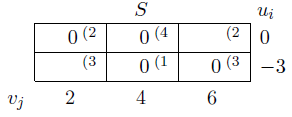 S u_i
0 (2 0 (4 (2 0
(3 0 (1 0 (3 −3
v_j 2 4 6